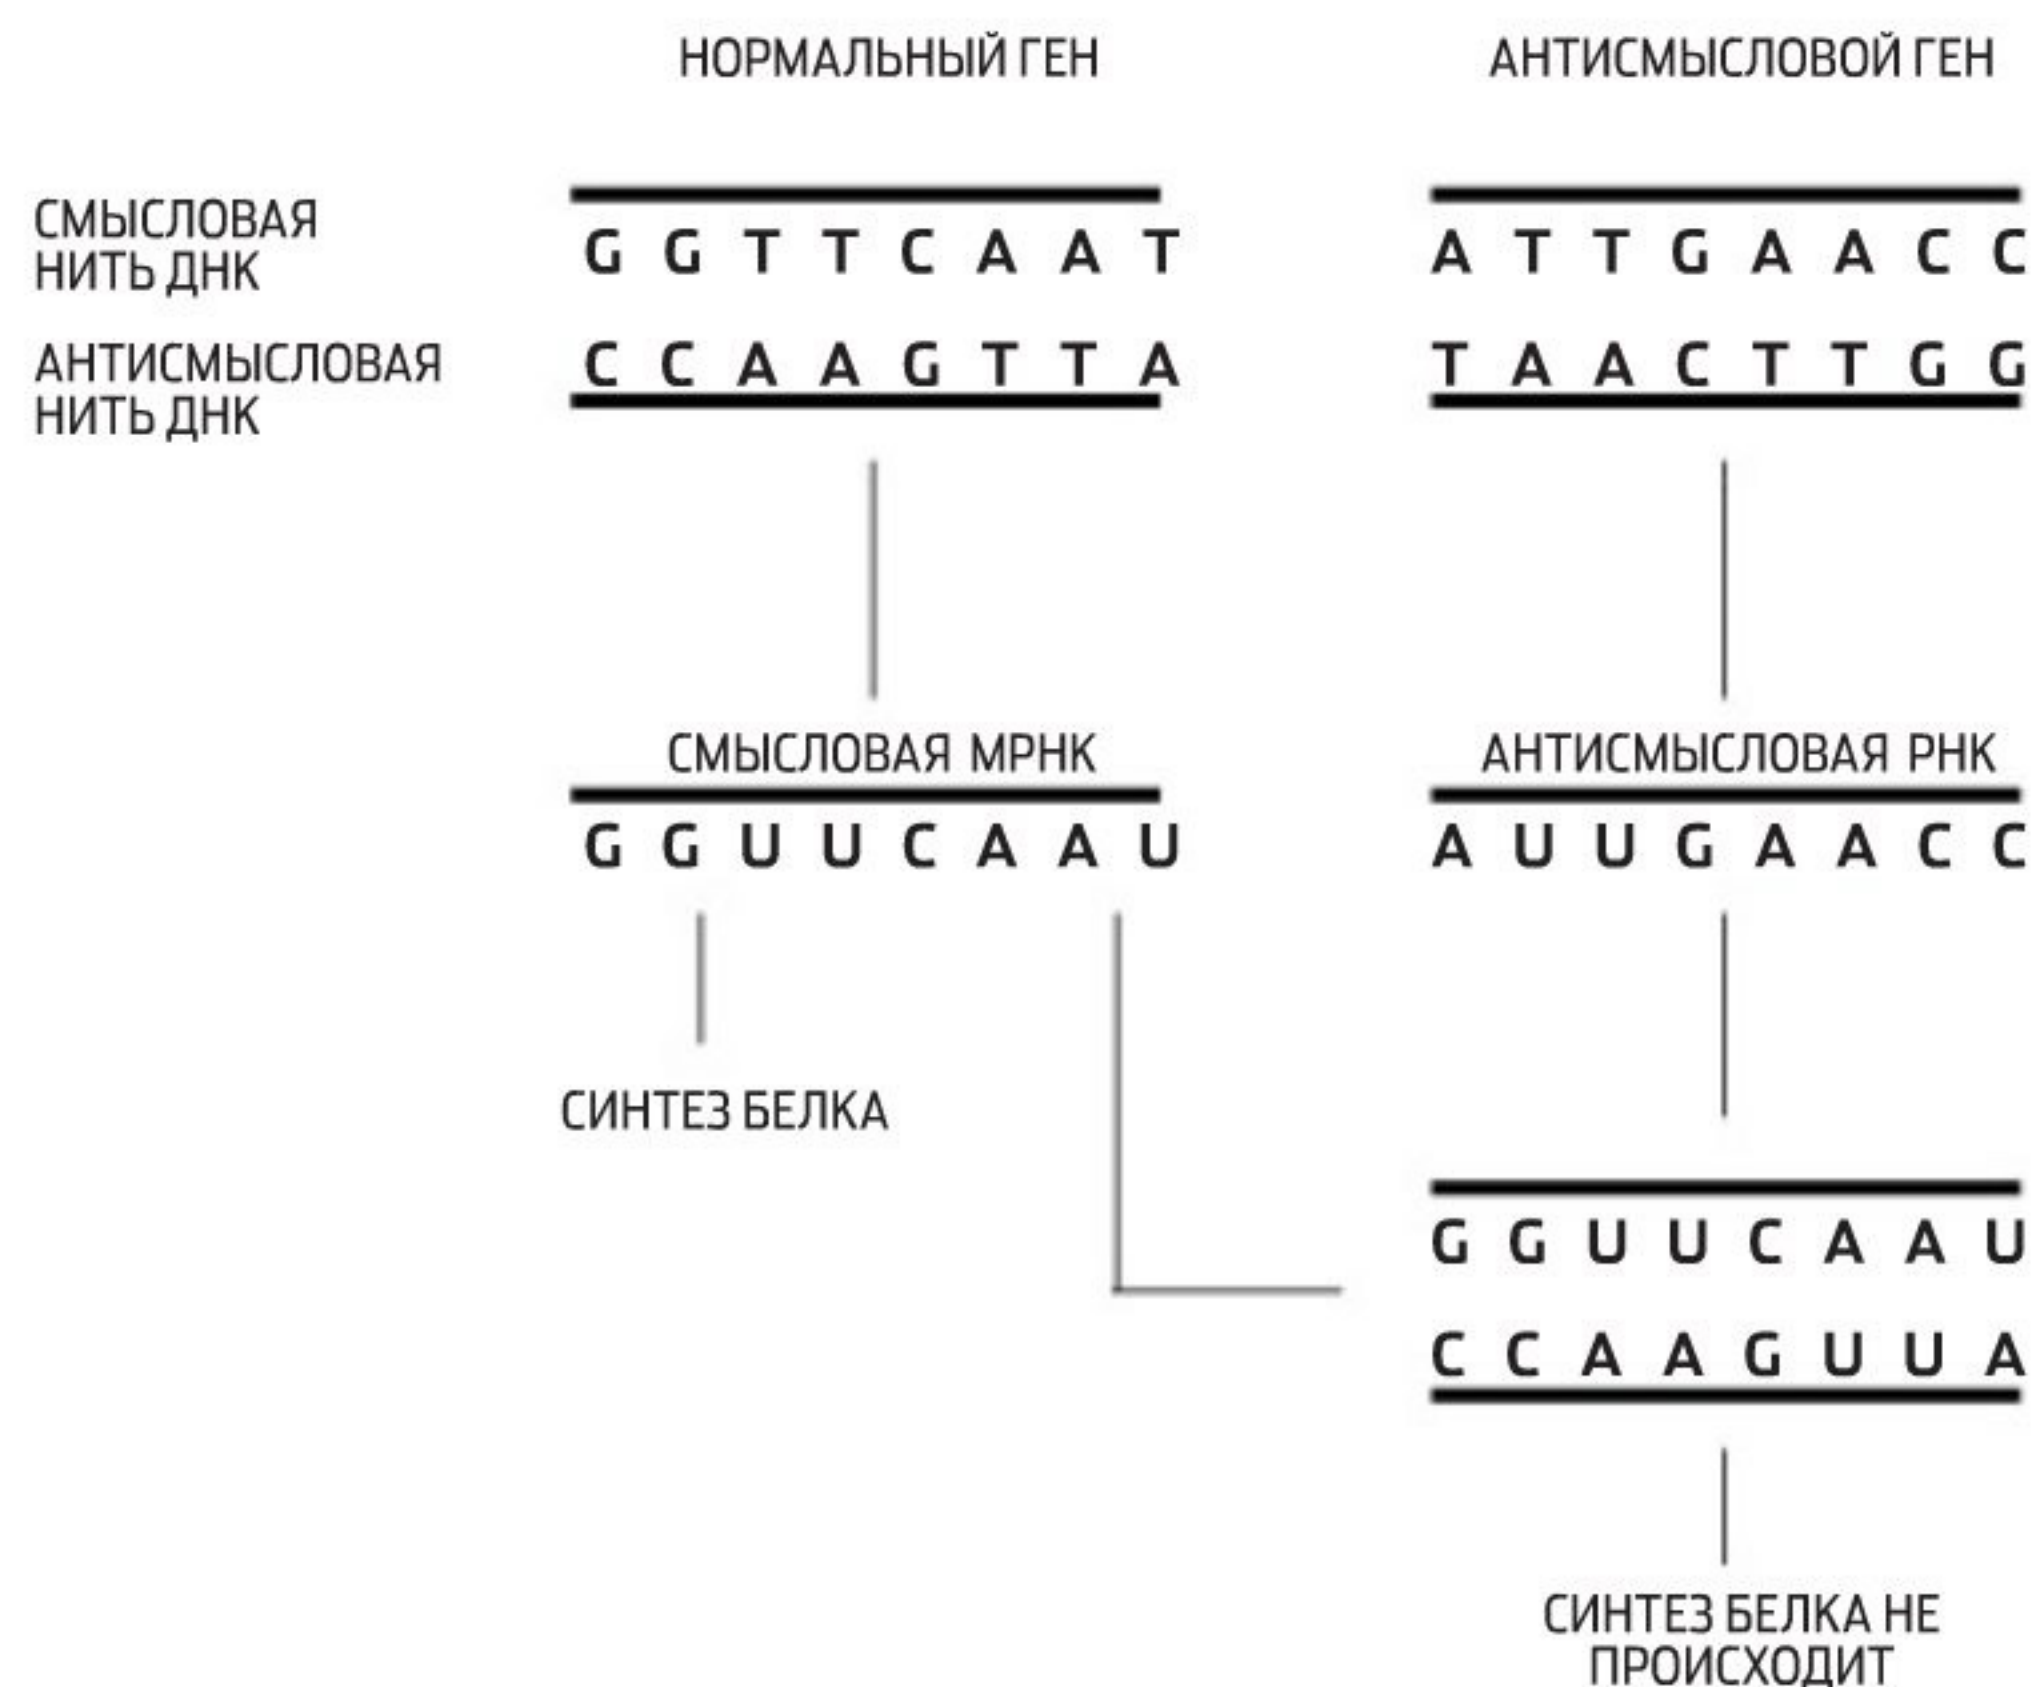 НОРМАЛЬНЫЙ ГЕН
АНТИСМЫСЛОВОЙ ГЕН
СМЫСЛОВАЯ
НИТЬ ДНК
G G T T C A A T
A T T G A A C C
АНТИСМЫСЛОВАЯ
НИТЬ ДНК
C C A A G T T A
T A A C T T G G
СМЫСЛОВАЯ МРНК
АНТИСМЫСЛОВАЯ РНК
G G U U C A A U
A U U G A A C C
СИНТЕЗ БЕЛКА
G G U U C A A U
C C A A G U U A
СИНТЕЗ БЕЛКА НЕ
ПРОИСХОДИТ